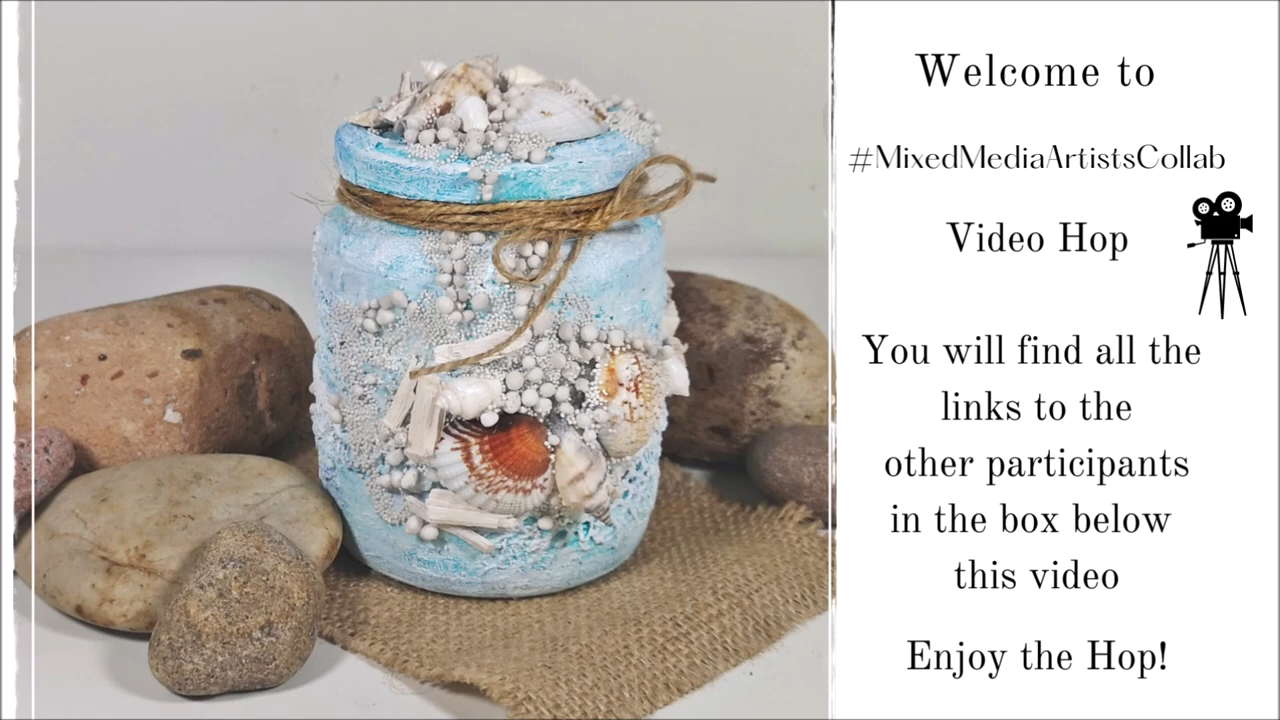 Welcome to
#MixedMediaArtistsCollab
Video Hop
You will find all the
links to the
other participants
in the box below
this video
Enjoy the Hop!